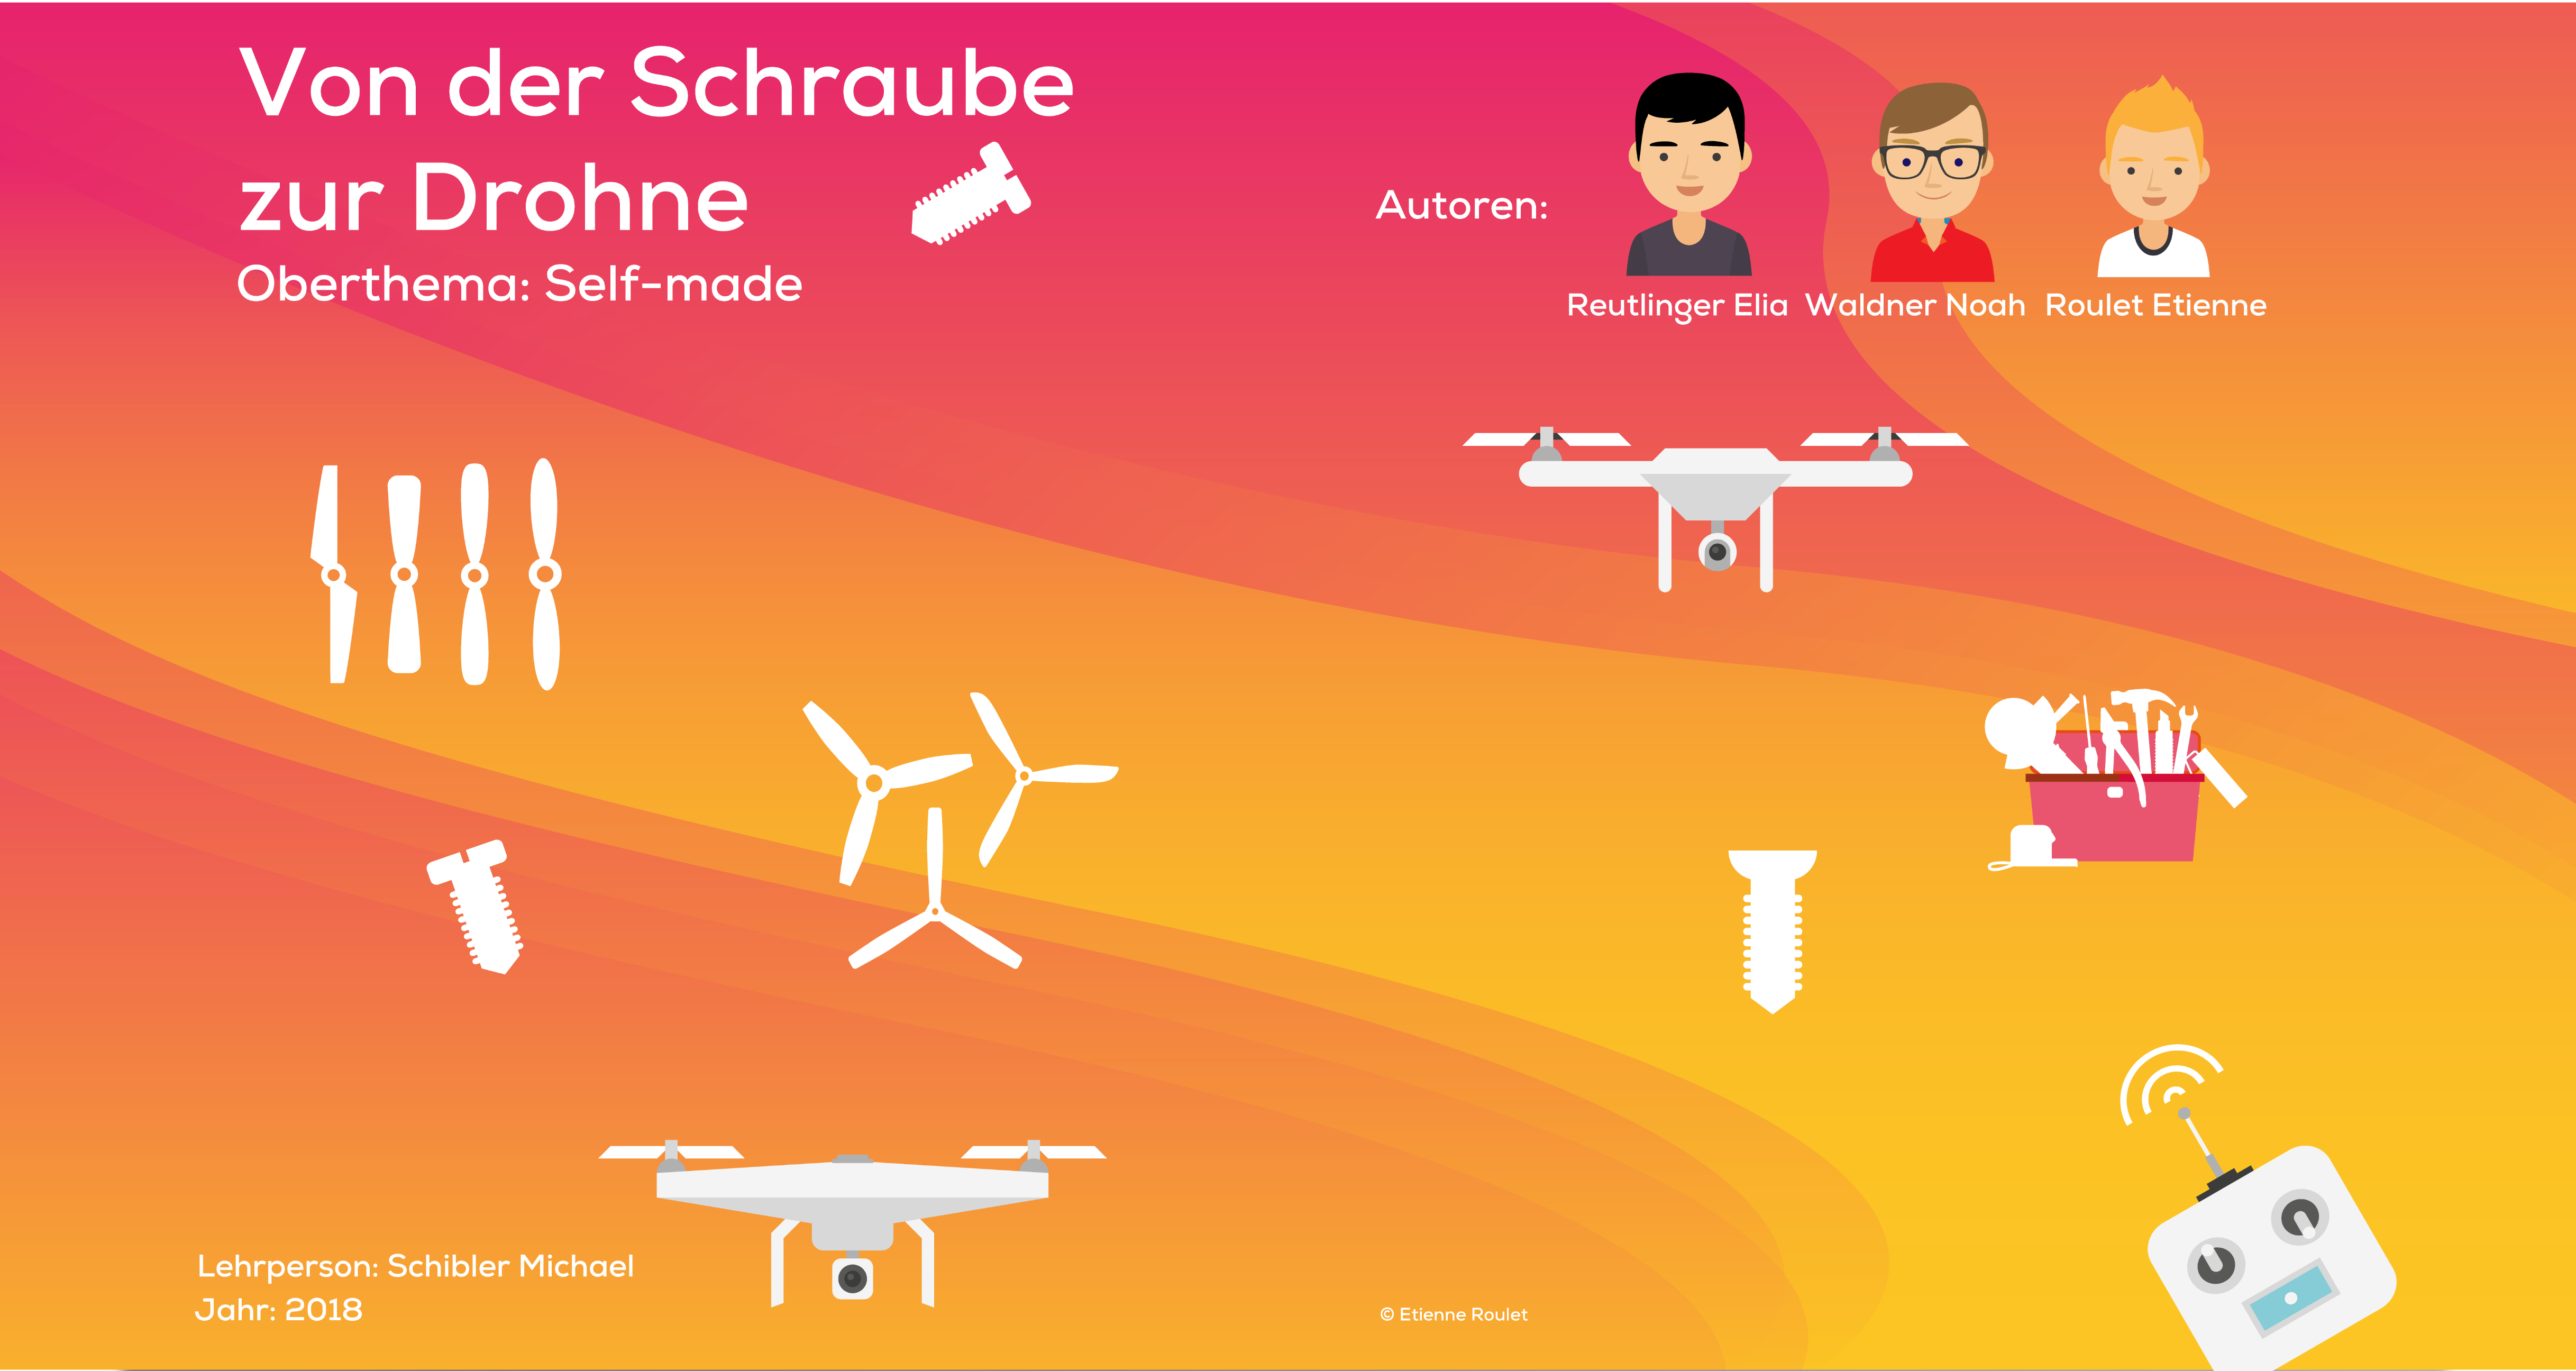 Von der Schraube
zur Drohne
Oberthema: Self-made
Autoren:
Reutlinger Elia
Waldner Noah
Roulet Etienne
Lehrperson: Schibler Michael
Jahr: 2018
© Etienne Roulet